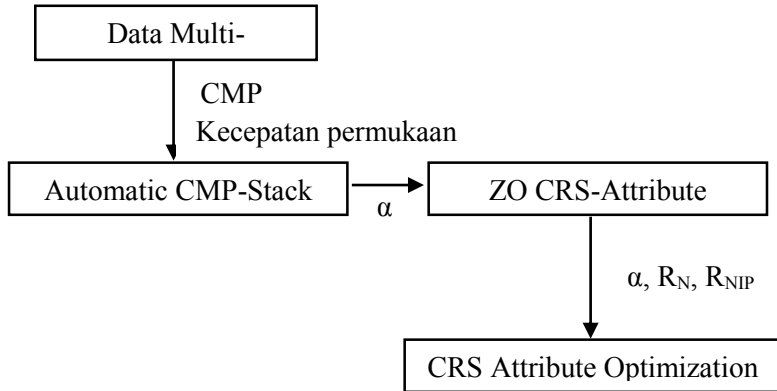 Data Multi-
CMP
Kecepatan permukaan
Automatic CMP-Stack
α
ZO CRS-Attribute
α, R_N, R_NIP
CRS Attribute Optimization